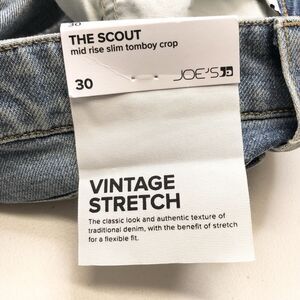 THE SCOUT
mid rise slim tomboy crop
30
JOE'S
VINTAGE
STRETCH
The classic look and authentic texture of
traditional denim, with the benefit of stretch
for a flexible fit.